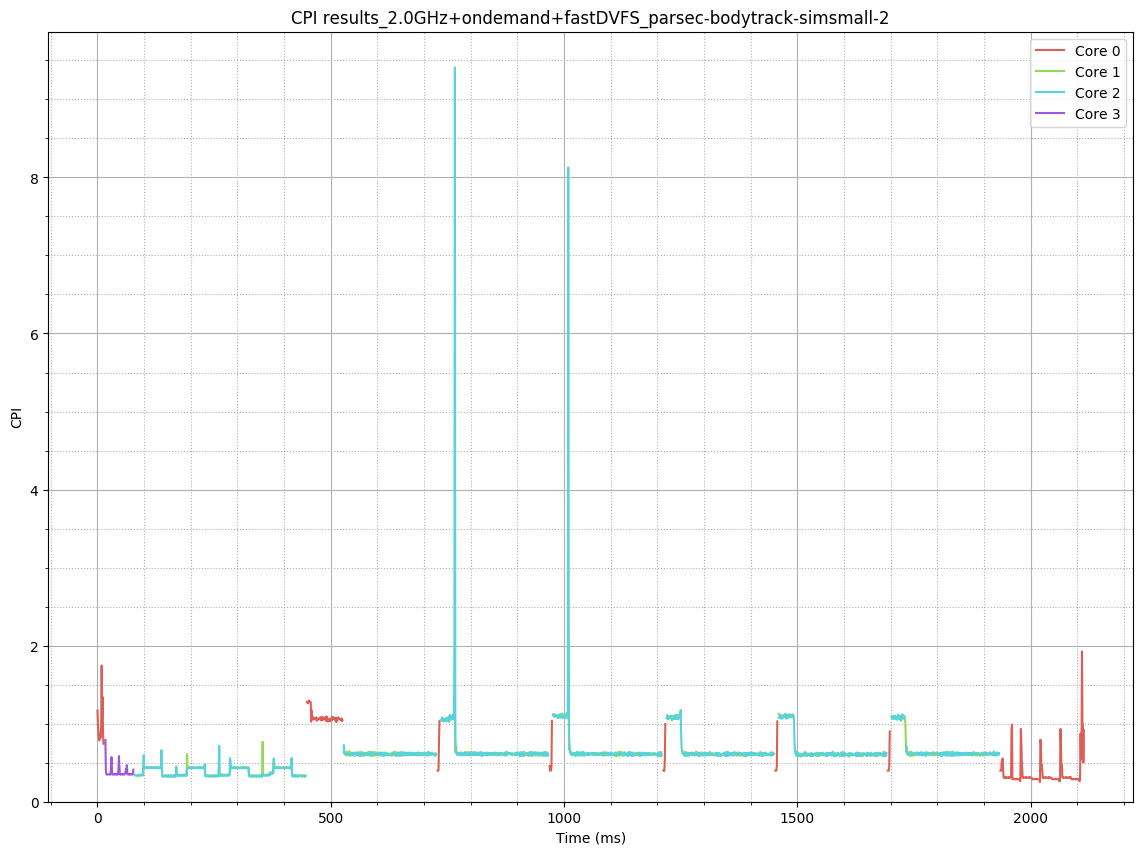 CPI results_2.0GHz+ondemand+fastDVFS_parsec-bodytrack-simsmall-2
Core 0
Core 1
Core 2
Core 3
CPI
8
6
4
2
0
0 500 1000 1500 2000
Time (ms)